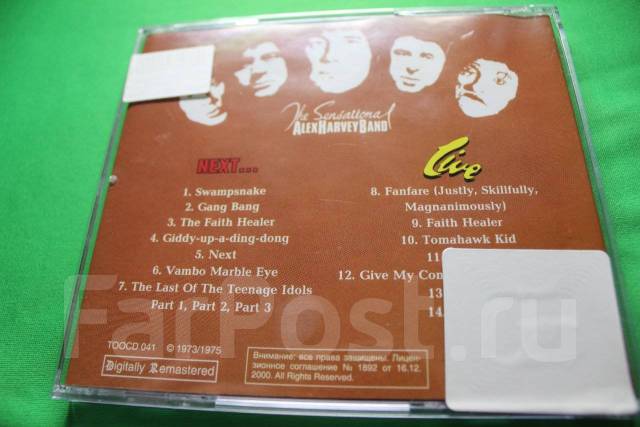 The Sensational
ALEX HARVEY BAND
NEXT...
1. Swampsnake
2. Gang Bang
3. The Faith Healer
4. Giddy-up-a-ding-dong
5. Next
6. Vambo Marble Eye
7. The Last Of The Teenage Idols
Part 1, Part 2, Part 3
Live
8. Fanfare (Justly, Skillfully,
Magnanimously)
9. Faith Healer
10. Tomahawk Kid
11
12. Give My Com
13
14.
TOOCD 041 © 1973/1975
Digitally Remastered
Внимание: все права защищены. Лицен-
зионное соглашение № 1892 от 16.12.
2000. All Rights Reserved.
FarPost.ru